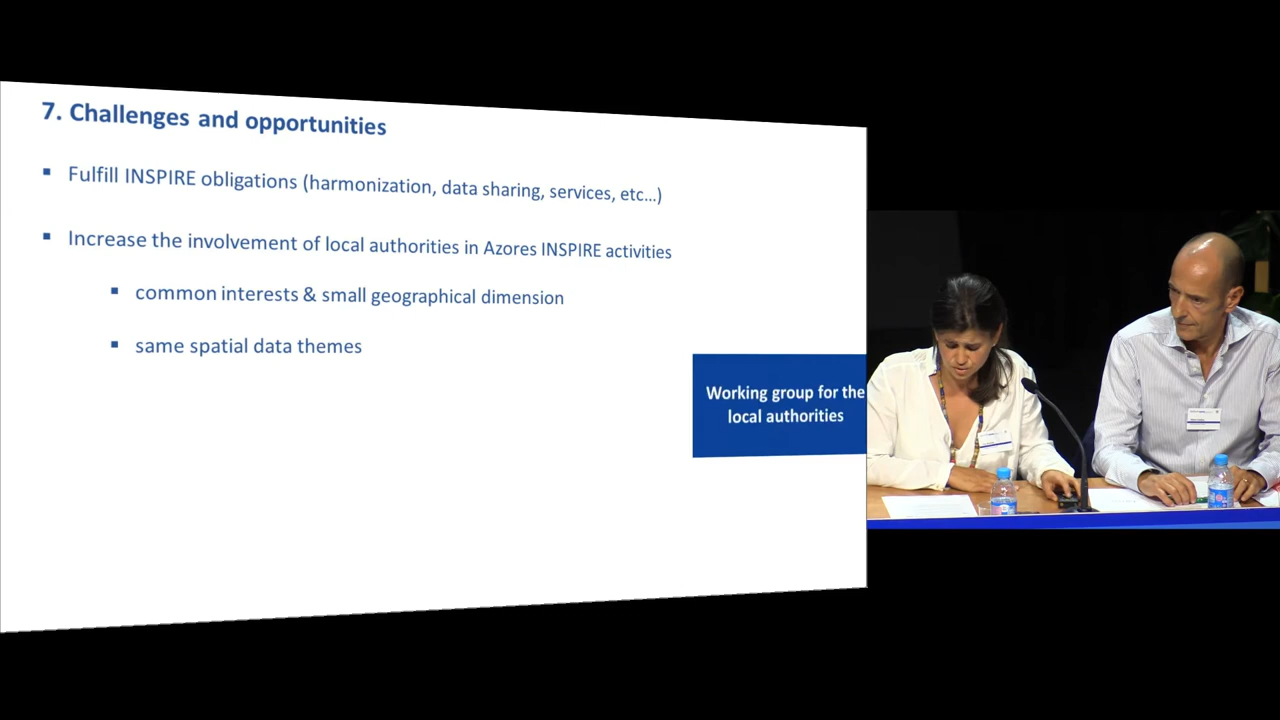 7. Challenges and opportunities
▪ Fulfill INSPIRE obligations (harmonization, data sharing, services, etc…)
▪ Increase the involvement of local authorities in Azores INSPIRE activities
▪ common interests & small geographical dimension
▪ same spatial data themes
Working group for the
local authorities